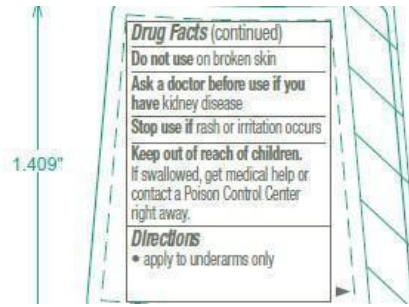 Drug Facts (continued)
Do not use on broken skin
Ask a doctor before use if you
have kidney disease
Stop use if rash or irritation occurs
Keep out of reach of children.
If swallowed, get medical help or
contact a Poison Control Center
right away.
Directions
• apply to underarms only
1.409"